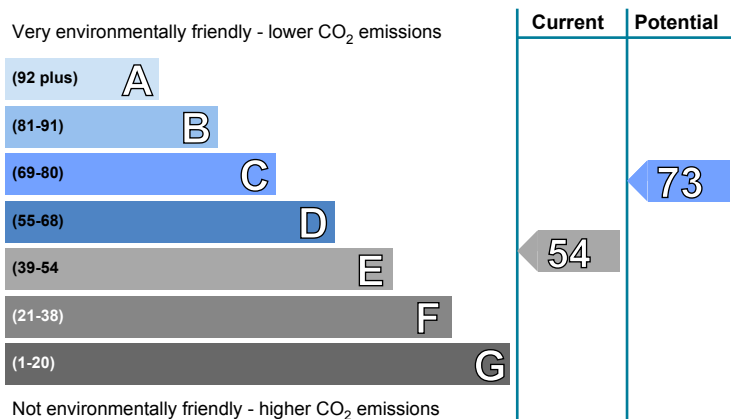 Very environmentally friendly - lower CO2 emissions
Current Potential
(92 plus) A
(81-91) B
(69-80) C
73
(55-68) D
(39-54 E
54
(21-38) F
(1-20) G
Not environmentally friendly - higher CO2 emissions